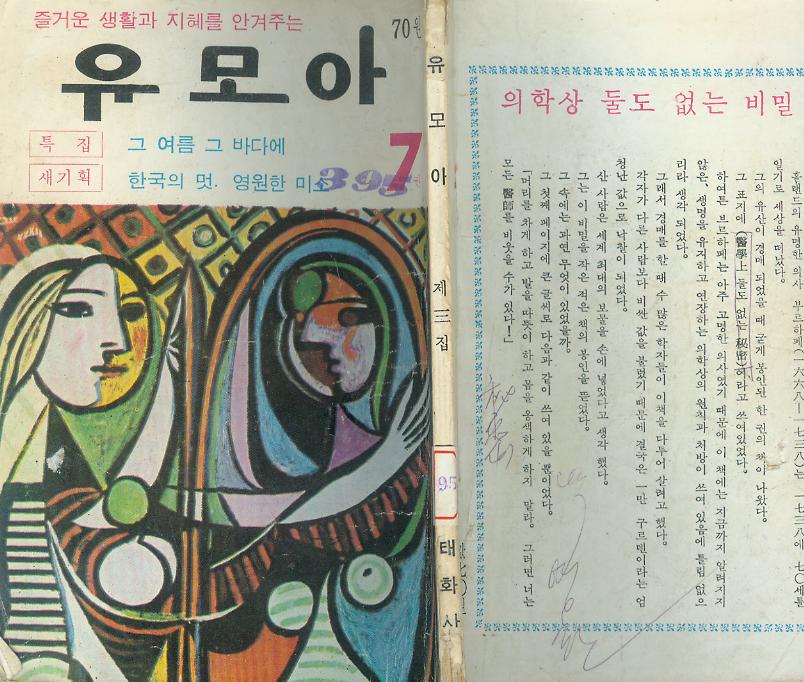 즐거운 생활과 지혜를 안겨주는
70원
유모아
특집
그 여름 그 바다에
7
새기획
한국의 멋. 영원한 미소
395
유모아
제三집
95
태화사
의학상 둘도 없는 비밀
홀랜드의 유명한 의사 부르하페(一六六八—一七三八)는 一七三八에 七○세를
일기로 세상을 떠났다.
그의 유산이 경매 되었을 때 굳게 봉인된 한 권의 책이 나왔다.
그 표지에 (醫學上 둘도 없는 秘密)이라고 쓰여있었다.
하여튼 브르하페는 아주 고명한 의사였기 때문에 이 책에는 지금까지 알려지지
않은, 생명을 유지하고 연장하는 의학상의 원칙과 처방이 쓰여 있음에 틀림 없으
리라 생각 되었다.
그래서 경매를 한 때 수 많은 학자들이 이책을 다투어 살려고 했다.
각자가 다른 사람보다 비싼 값을 붙였기 때문에 결국은 一만 구르덴이라는 엄
청난 값으로 낙찰이 되었다.
산 사람은 세계 최대의 보물을 손에 넣었다고 생각 했다.
그는 이 비밀을 작은 적은 책의 봉인을 뜯었다.
그 속에는 과연 무엇이 있었을까.
그 첫째 페이지에 큰 글씨로 다음과 같이 쓰여 있을 뿐이었다.
「머리를 차게 하고 발을 따뜻이 하고 몸을 옹색하게 하지 말라. 그러면 너는
모든 醫師를 비웃을 수가 있다!」